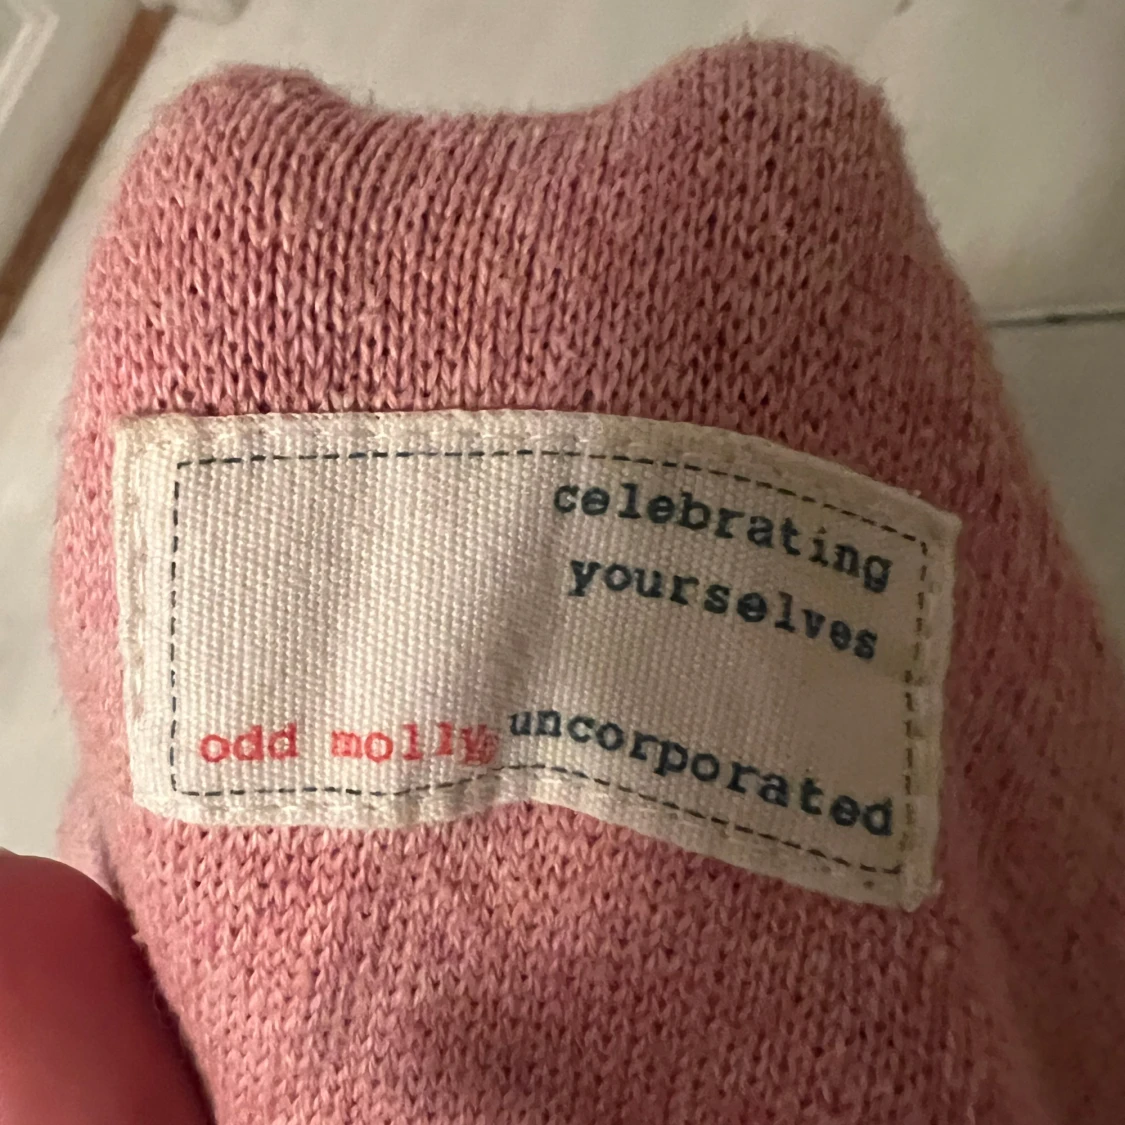 celebrating
yourselves
odd molly uncorporated